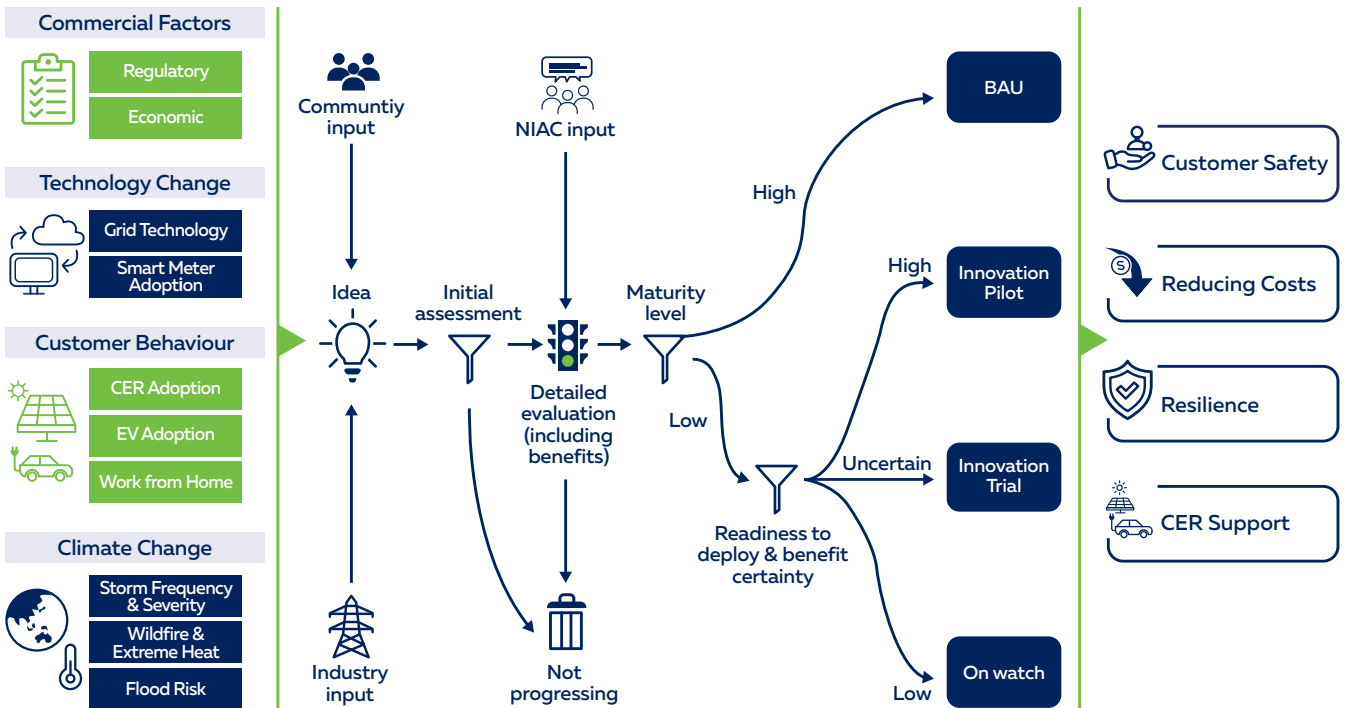 Commercial Factors
Regulatory
Economic
Technology Change
Grid Technology
Smart Meter
Adoption
Customer Behaviour
CER Adoption
EV Adoption
Work from Home
Climate Change
Storm Frequency
& Severity
Wildfire &
Extreme Heat
Flood Risk
Communtiy
input
Idea
Industry
input
Initial
assessment
NIAC input
Detailed
evaluation
(including
benefits)
Not
progressing
Maturity
level
High
Low
Readiness to
deploy & benefit
certainty
High
Uncertain
Low
BAU
Innovation
Pilot
Innovation
Trial
On watch
Customer Safety
S
Reducing Costs
Resilience
CER Support